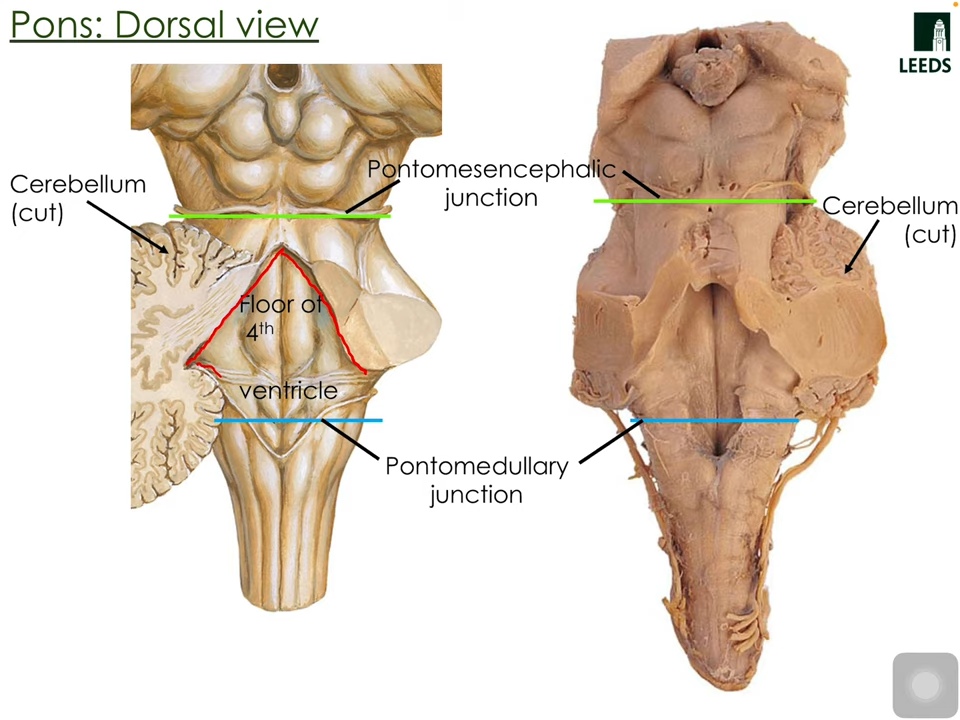 Pons: Dorsal view
LEEDS
Pontomesencephalic
junction
Cerebellum
(cut)
Cerebellum
(cut)
Floor of
4th
ventricle
Pontomedullary
junction